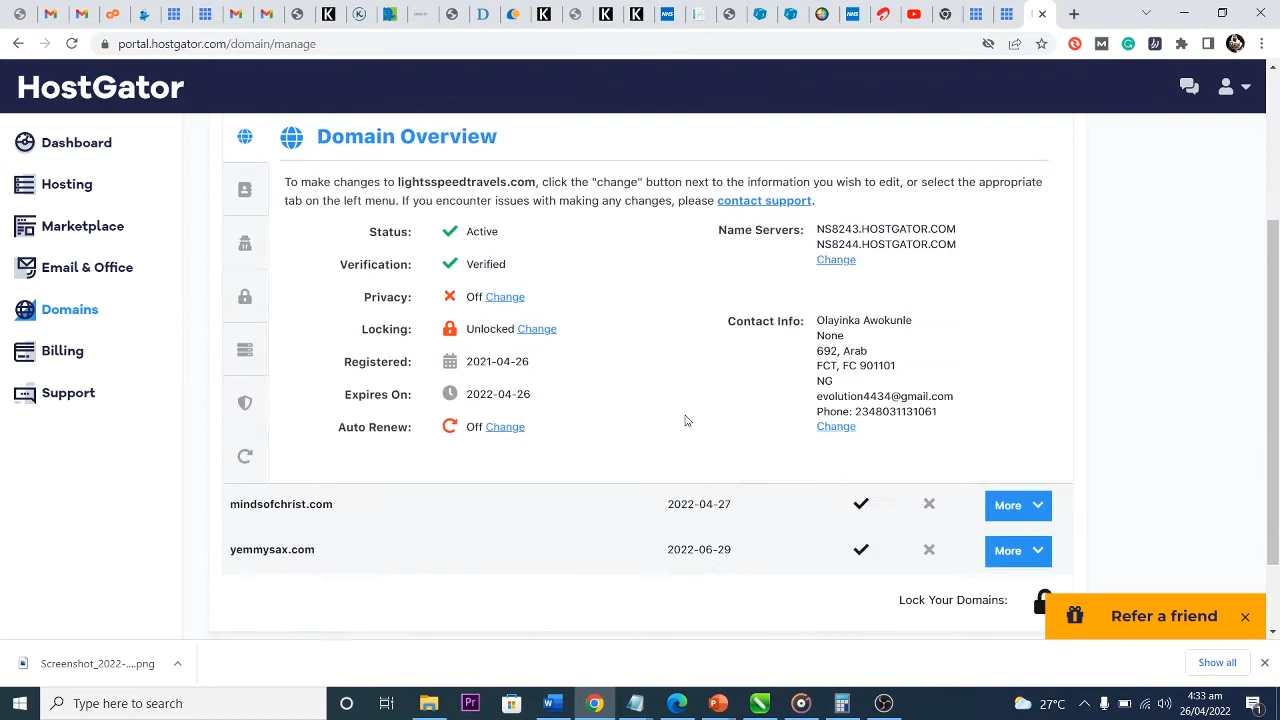 portal.hostgator.com/domain/manage
HostGator
Dashboard
Hosting
Marketplace
Email & Office
Domains
Billing
Support
Domain Overview
To make changes to lightsspeedtravels.com, click the "change" button next to the information you wish to edit, or select the appropriate
tab on the left menu. If you encounter issues with making any changes, please contact support.
Status: Active
Verification: Verified
Privacy: Off Change
Locking: Unlocked Change
Registered: 2021-04-26
Expires On: 2022-04-26
Auto Renew: Off Change
Name Servers: NS8243.HOSTGATOR.COM
NS8244.HOSTGATOR.COM
Change
Contact Info: Olayinka Awokunle
None
692, Arab
FCT, FC 901101
NG
evolution4434@gmail.com
Phone: 2348031131061
Change
mindsofchrist.com 2022-04-27 More
yemmysax.com 2022-06-29 More
Lock Your Domains:
Refer a friend
Screenshot_2022-....png
Show all
Type here to search
27°C
4:33 am
26/04/2022